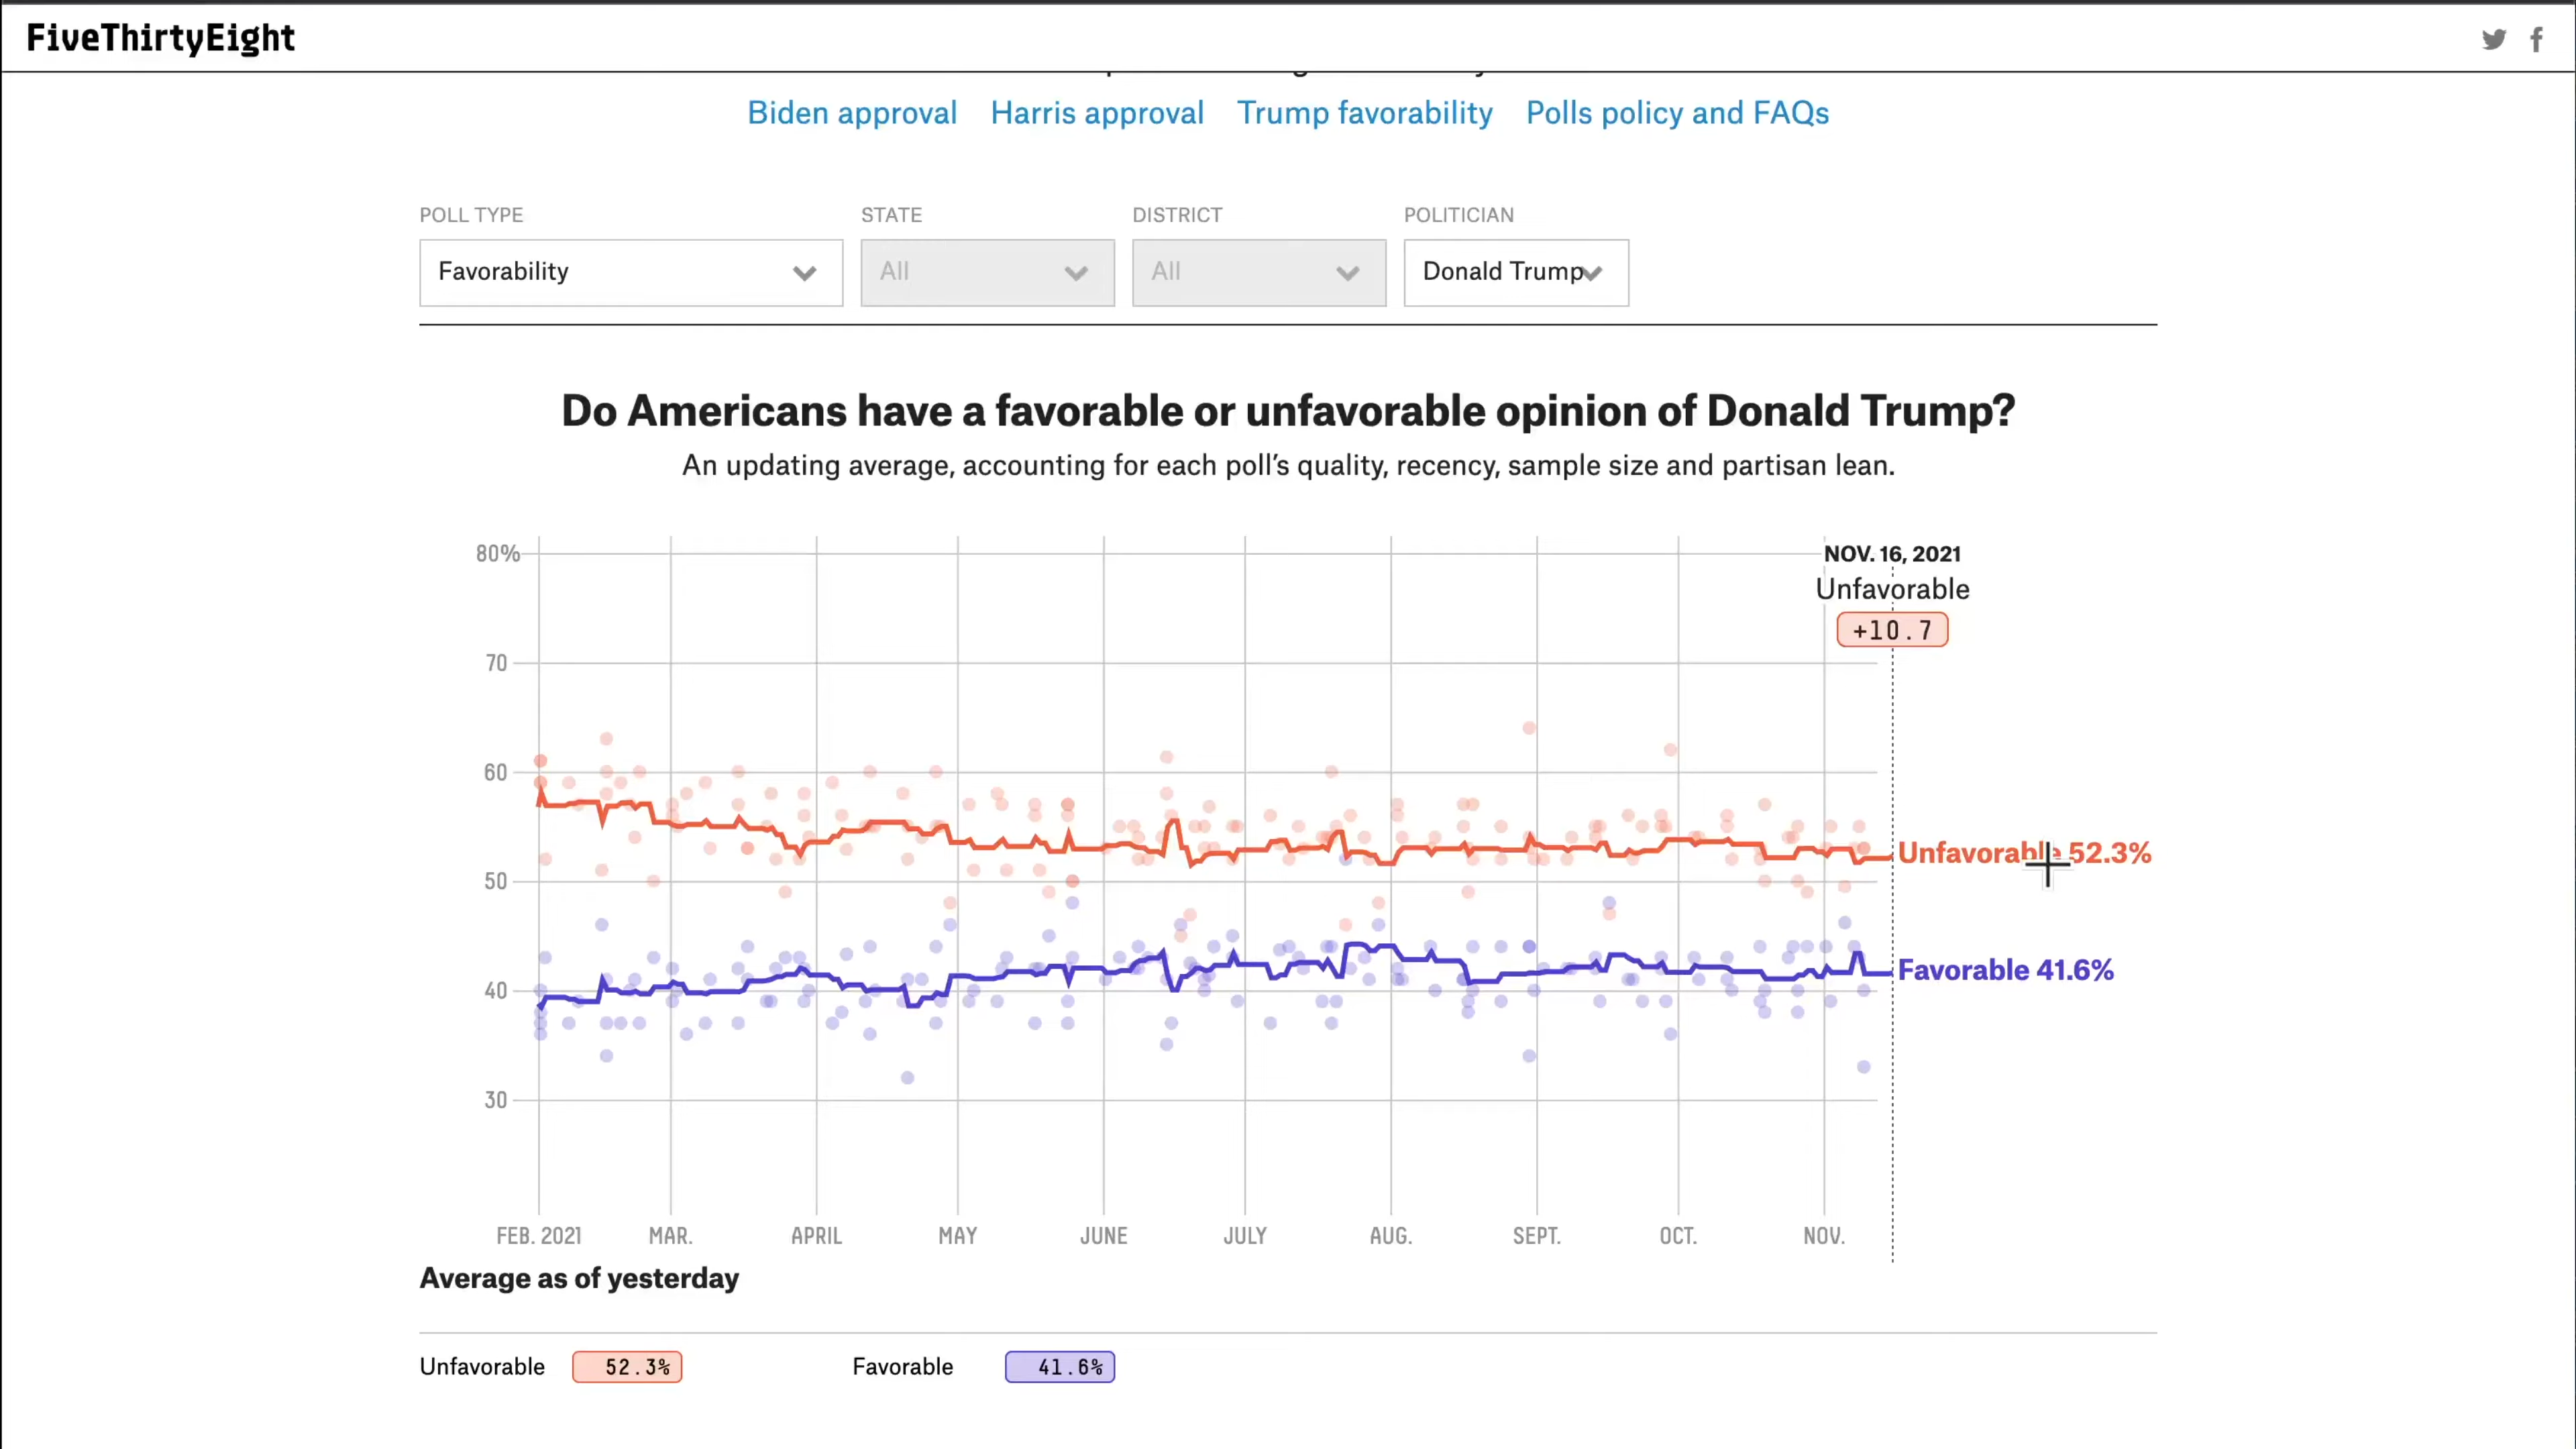 FiveThirtyEight
Biden approval Harris approval Trump favorability Polls policy and FAQs
POLL TYPE STATE DISTRICT POLITICIAN
Favorability All All Donald Trump
Do Americans have a favorable or unfavorable opinion of Donald Trump?
An updating average, accounting for each poll's quality, recency, sample size and partisan lean.
80% NOV. 16, 2021
Unfavorable
+10.7
70
60
Unfavorable 52.3%
50
Favorable 41.6%
40
30
FEB. 2021 MAR. APRIL MAY JUNE JULY AUG. SEPT. OCT. NOV.
Average as of yesterday
Unfavorable 52.3% Favorable 41.6%